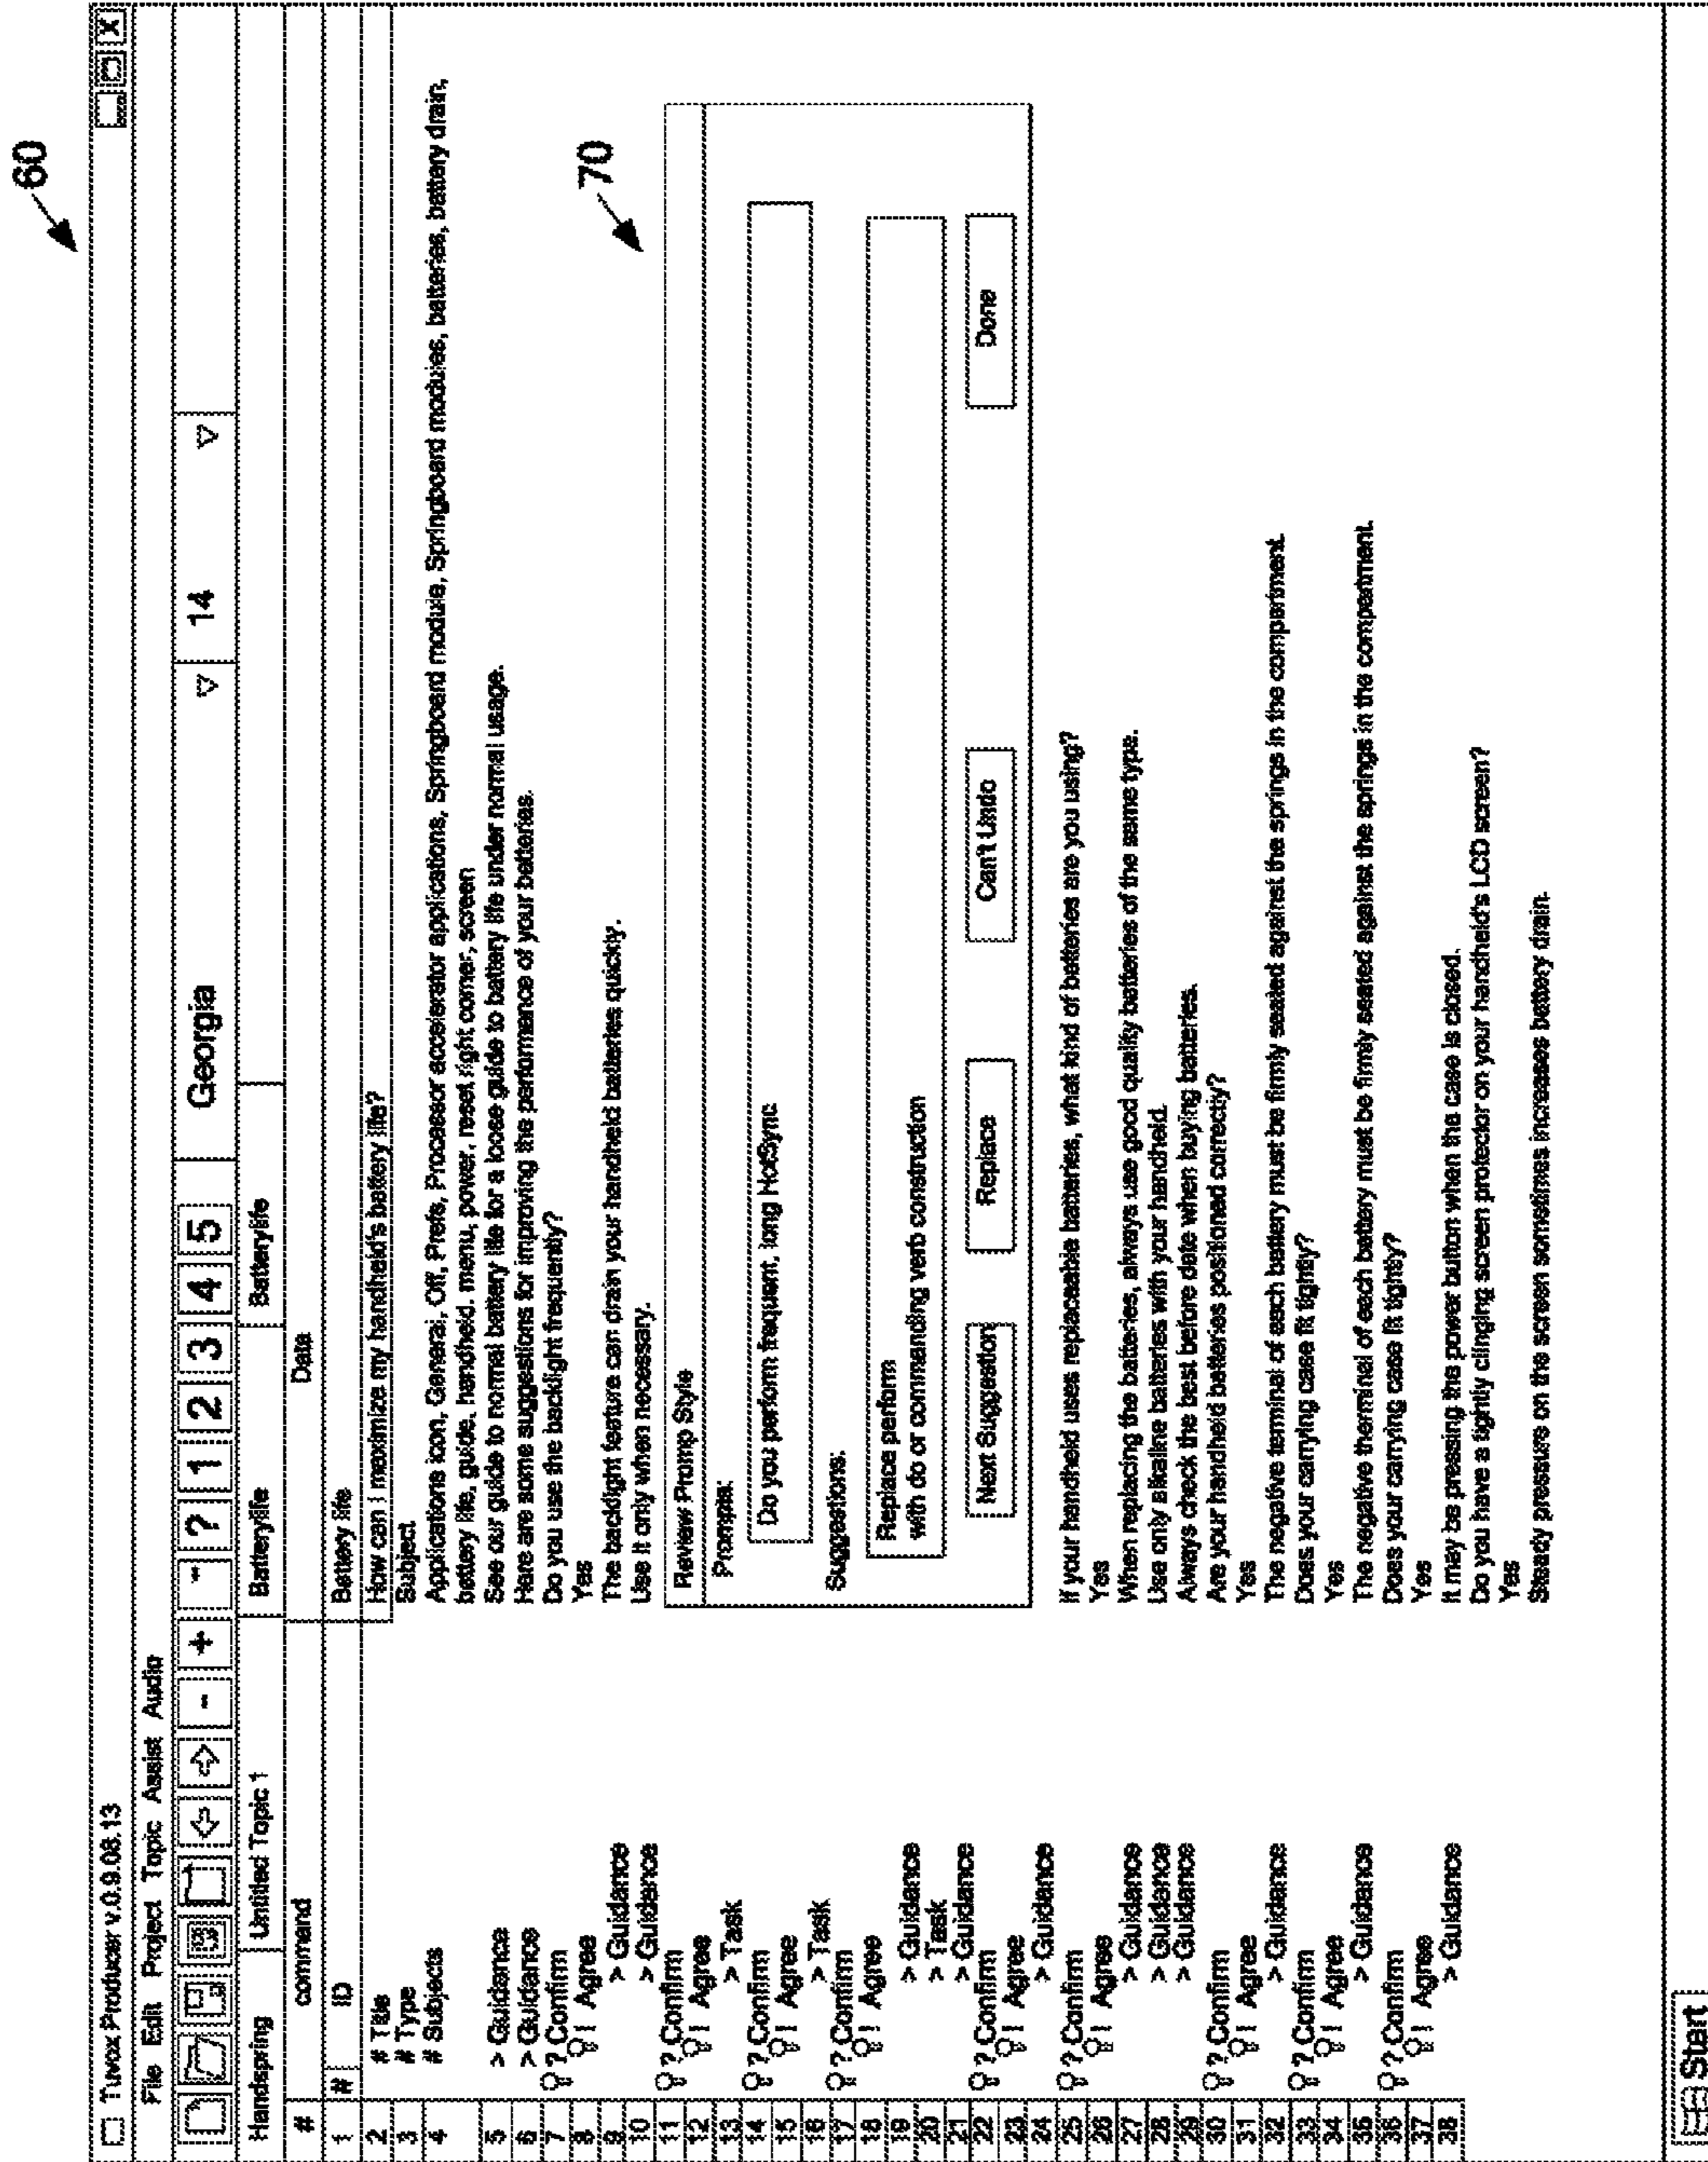 60
Tuvox Producer v.0.9.08.13
X
File Edit Project Topic Assist Audio
- + ? 1 2 3 4 5 Georgia 14
Handspring Untitled Topic 1 Batterylife Batterylife
# command Data
1 # ID Battery life
2 # Title How can I maximize my handheld's battery life?
3 # Type Subject
4 # Subjects Applications icon, General, Off, Prefs, Processor accelerator applications, Springboard module, Springboard modules, batteries, battery drain,
battery life, guide, handheld, menu, power, reset right corner, screen
5 > Guidance See our guide to normal battery life for a loose guide to battery life under normal usage.
6 > Guidance Here are some suggestions for improving the performance of your batteries.
7 ? Confirm Do you use the backlight frequently?
8 ! Agree Yes
9 > Guidance The backlight feature can drain your handheld batteries quickly.
10 > Guidance Use it only when necessary.
11 ? Confirm
12 ! Agree
13 > Task
14 ? Confirm
15 ! Agree
16 > Task
17 ? Confirm
18 ! Agree
19 > Guidance
20 > Task
21 > Guidance
22 ? Confirm
23 ! Agree
24 > Guidance
70
Review Promp Style
Prompts:
Do you perform frequent, long HotSync
Suggestions:
Replace perform
with do or commanding verb construction
Next Suggestion Replace Can't Undo Done
25 ? Confirm If your handheld uses replaceable batteries, what kind of batteries are you using?
26 ! Agree Yes
27 > Guidance When replacing the batteries, always use good quality batteries of the same type.
28 > Guidance Use only alkaline batteries with your handheld.
29 > Guidance Always check the best before date when buying batteries.
30 ? Confirm Are your handheld batteries positioned correctly?
31 ! Agree Yes
32 > Guidance The negative terminal of each battery must be firmly seated against the springs in the compartment.
33 ? Confirm Does your carrying case fit tightly?
34 ! Agree Yes
35 > Guidance The negative therminal of each battery must be firmly seated against the springs in the compartment.
36 ? Confirm Does your carrying case fit tightly?
37 ! Agree Yes
38 > Guidance It may be pressing the power button when the case is closed.
Do you have a tightly clinging screen protector on your handheld's LCD screen?
Yes
Steady pressure on the screen sometimes increases battery drain.
Start